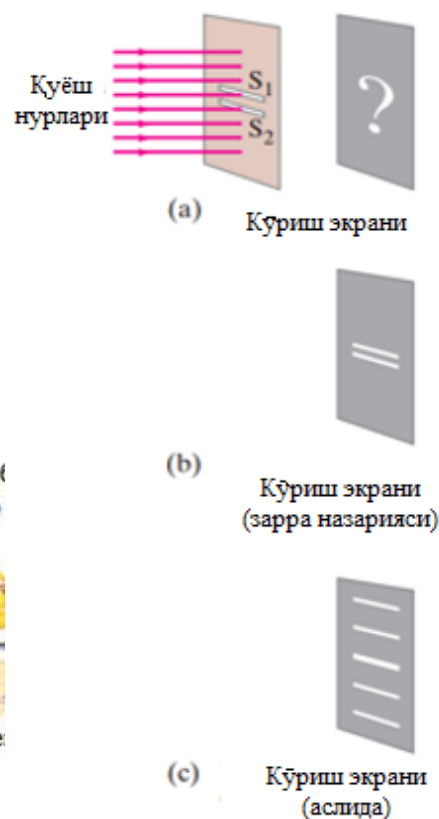 Қуёш
нурлари
S1
S2
?
(a)
Кўриш экрани
(b)
Кўриш экрани
(зарра назарияси)
(c)
Кўриш экрани
(аслида)